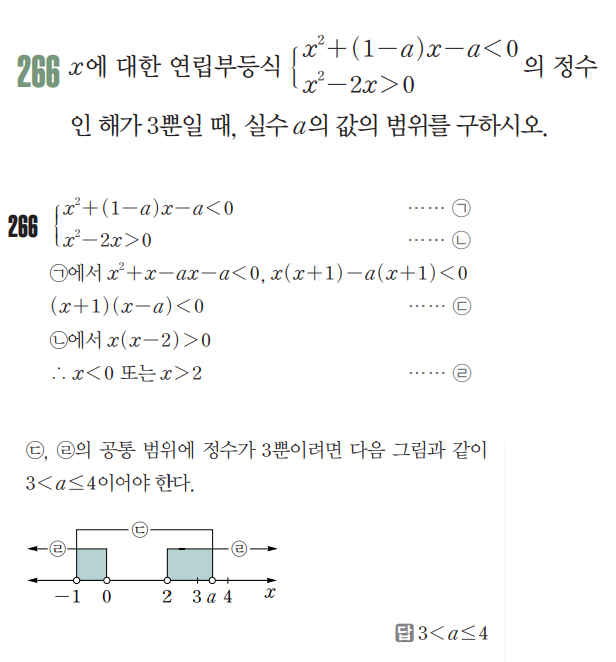 266 x에 대한 연립부등식 { x²+(1-a)x-a<0
x²-2x>0 의 정수
인 해가 3뿐일 때, 실수 a의 값의 범위를 구하시오.
266 { x²+(1-a)x-a<0 …… ㉠
x²-2x>0 …… ㉡
㉠에서 x²+x-ax-a<0, x(x+1)-a(x+1)<0
(x+1)(x-a)<0 …… ㉢
㉡에서 x(x-2)>0
∴ x<0 또는 x>2 …… ㉣
㉢, ㉣의 공통 범위에 정수가 3뿐이려면 다음 그림과 같이
3<a≤4이어야 한다.
㉢
㉣ ㉣
-1 0 2 3 a 4 x
답 3<a≤4